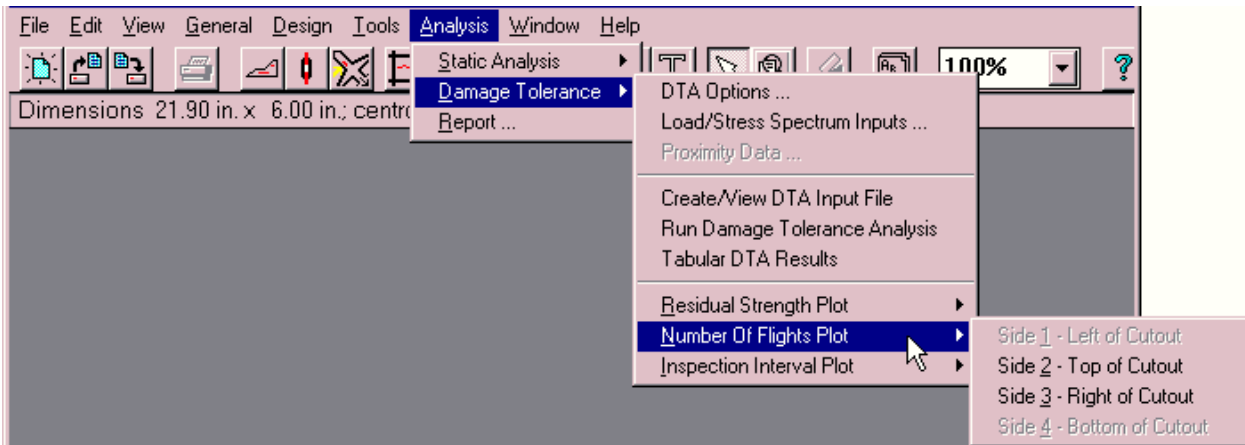 File Edit View General Design Tools Analysis Window Help
100%
Dimensions 21.90 in. x 6.00 in.; centro
Static Analysis
Damage Tolerance
Report ...
DTA Options ...
Load/Stress Spectrum Inputs ...
Proximity Data ...
Create/View DTA Input File
Run Damage Tolerance Analysis
Tabular DTA Results
Residual Strength Plot
Number Of Flights Plot
Inspection Interval Plot
Side 1 - Left of Cutout
Side 2 - Top of Cutout
Side 3 - Right of Cutout
Side 4 - Bottom of Cutout